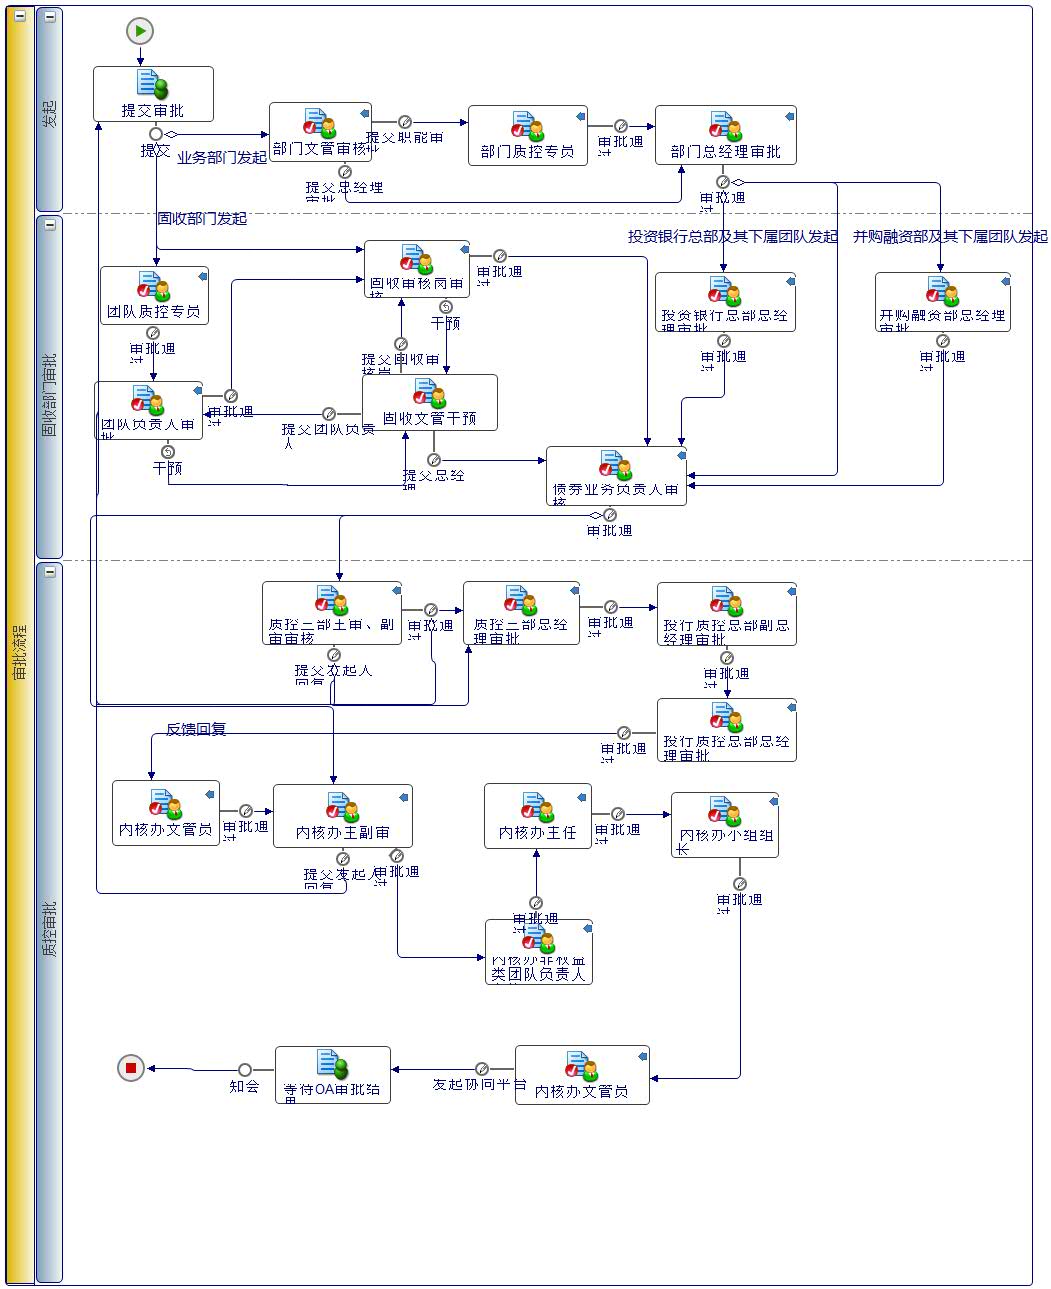 审批流程
发起
提交审批
提交
业务部门发起
部门文管审核
提交职能审
提交总经理
审批
部门质控专员
审批通
过
部门总经理审批
审批通
过
固收部门发起
投资银行总部及其下属团队发起
并购融资部及其下属团队发起
固收部门审批
团队质控专员
审批通
过
固收审核岗审
核
审批通
过
干预
提交固收审
核岗
投资银行总部总经
理审批
审批通
过
并购融资部总经理
审批
审批通
过
团队负责人审
批
审批通
过
干预
固收文管干预
提交团队负责
人
提交总经
理
债券业务负责人审
核
审批通
过
质控审批
质控二部主审、副
审审核
审批通
过
提交发起人
回复
质控二部总经
理审批
审批通
过
投行质控总部副总
经理审批
审批通
过
投行质控总部总经
理审批
审批通
过
反馈回复
内核办文管员
审批通
过
内核办主副审
提交发起人
回复
审批通
过
内核办主任
审批通
过
内核办小组组
长
审批通
过
审批通
过
内核办非权益
类团队负责人
内核办文管员
发起协同平台
等待OA审批结
果
知会